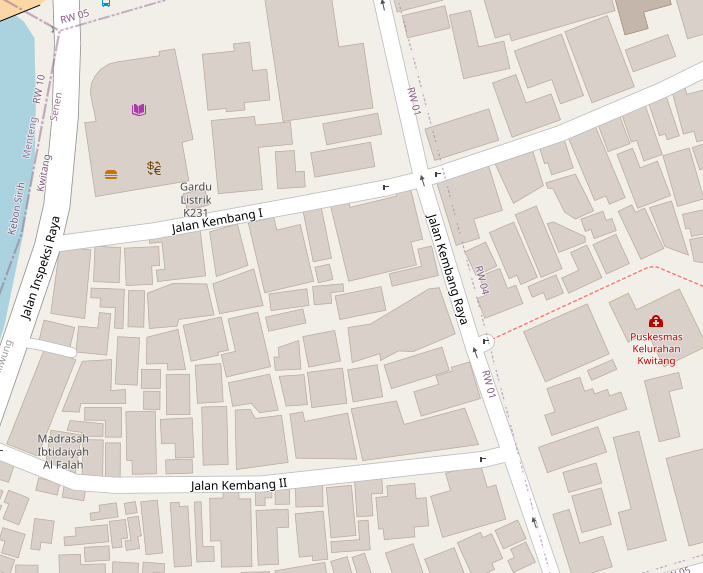 RW 05
RW 10
Senen
Menteng
Kwitang
Kebon Sirih
RW 01
Gardu
Listrik
K231
Jalan Kembang I
Jalan Inspeksi Raya
Jalan Kembang Raya
RW 04
Puskesmas
Kelurahan
Kwitang
RW 01
Madrasah
Ibtidaiyah
Al Falah
Jalan Kembang II